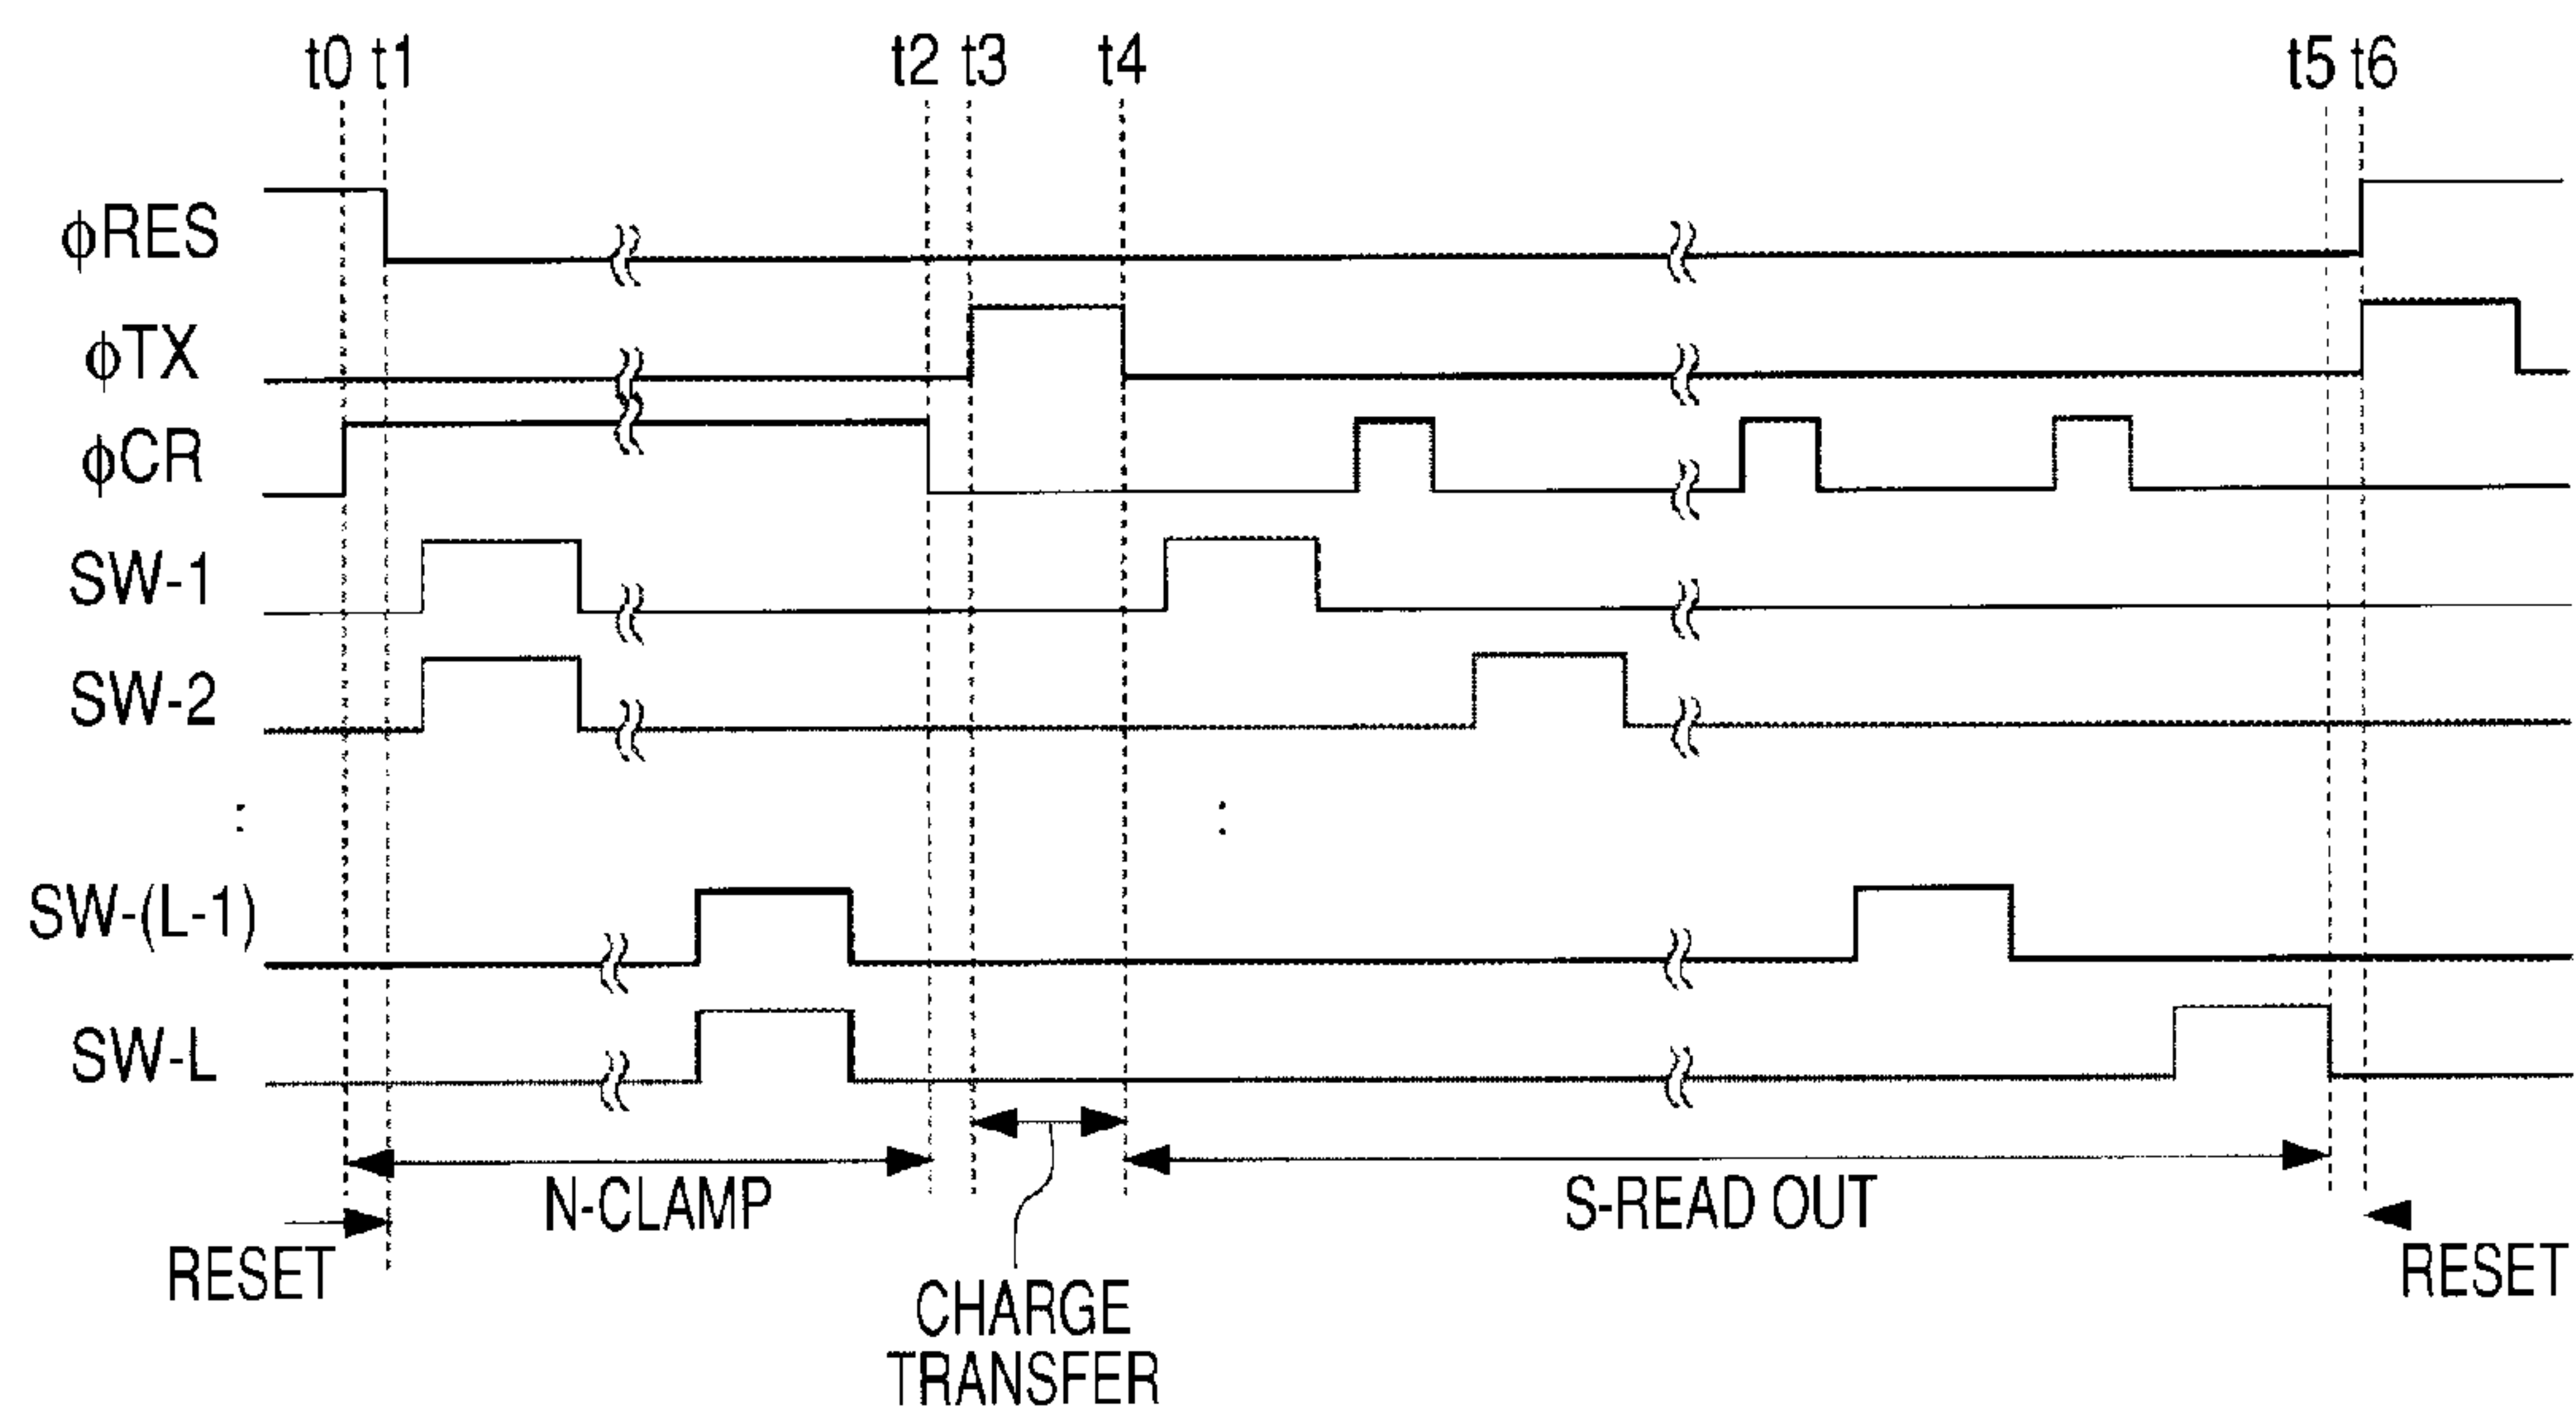 t0 t1 t2 t3 t4 t5 t6
ϕRES
ϕTX
ϕCR
SW-1
SW-2
:
:
SW-(L-1)
SW-L
N-CLAMP
S-READ OUT
RESET
RESET
CHARGE
TRANSFER